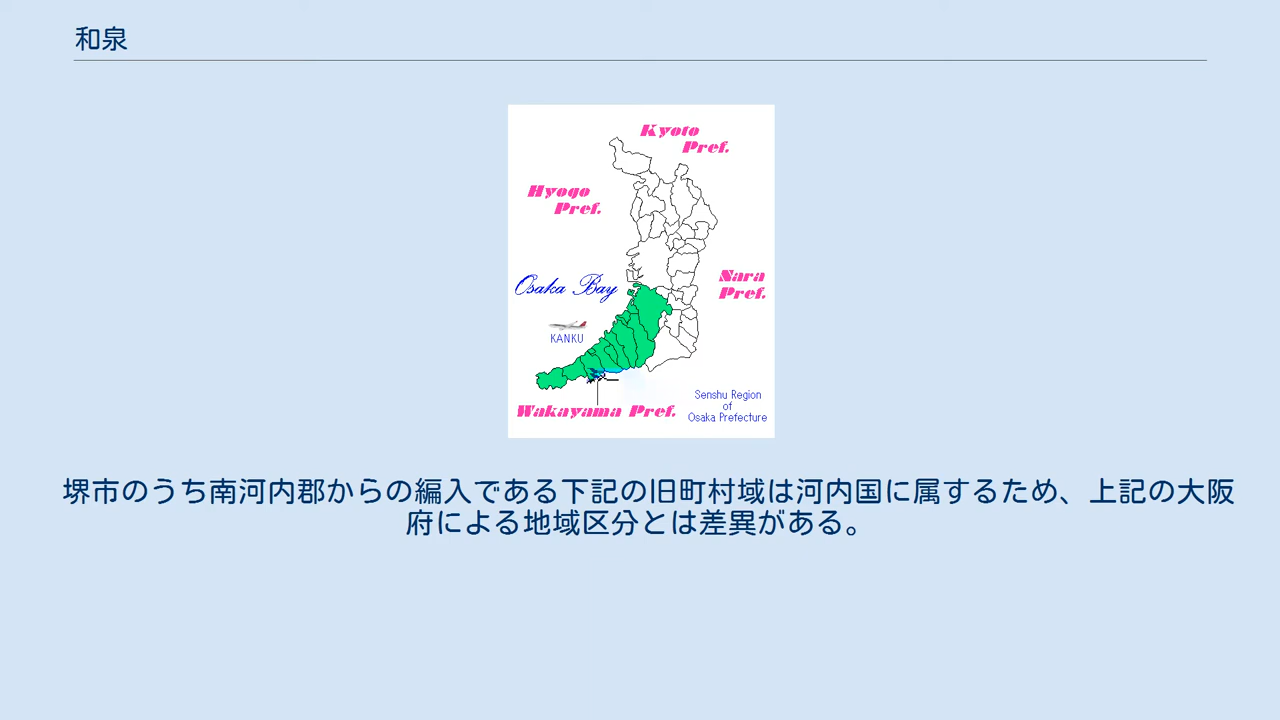 和泉
Kyoto
Pref.
Hyogo
Pref.
Nara
Pref.
Osaka Bay
KANKU
Senshu Region
of
Osaka Prefecture
Wakayama Pref.
堺市のうち南河内郡からの編入である下記の旧町村域は河内国に属するため、上記の大阪
府による地域区分とは差異がある。